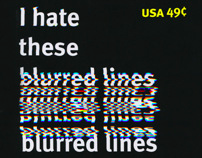 I hate
USA 49¢
these
blurred lines
blurred lines